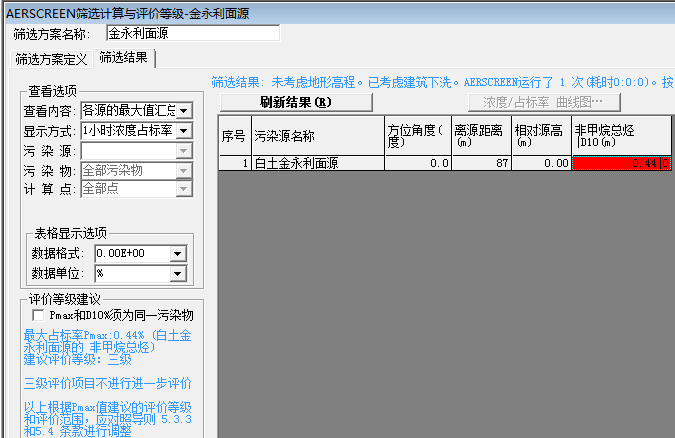 AERSCREEN筛选计算与评价等级-金永利面源
筛选方案名称: 金永利面源
筛选方案定义 筛选结果
筛选结果: 未考虑地形高程。已考虑建筑下洗。AERSCREEN运行了 1 次(耗时0:0:0)。按
刷新结果(R) 浓度/占标率 曲线图…
查看选项
查看内容: 各源的最大值汇总
显示方式: 1小时浓度占标率
污 染 源:
污 染 物: 全部污染物
计 算 点: 全部点
表格显示选项
数据格式: 0.00E+00
数据单位: %
评价等级建议
Pmax和D10%须为同一污染物
最大占标率Pmax:0.44% (白土金
永利面源的 非甲烷总烃)
建议评价等级: 三级
三级评价项目不进行进一步评价
以上根据Pmax值建议的评价等级
和评价范围，应对照导则 5.3.3
和5.4 条款进行调整
序号 污染源名称 方位角度(度) 离源距离(m) 相对源高(m) 非甲烷总烃|D10(m)
1 白土金永利面源 0.0 87 0.00 0.44|0